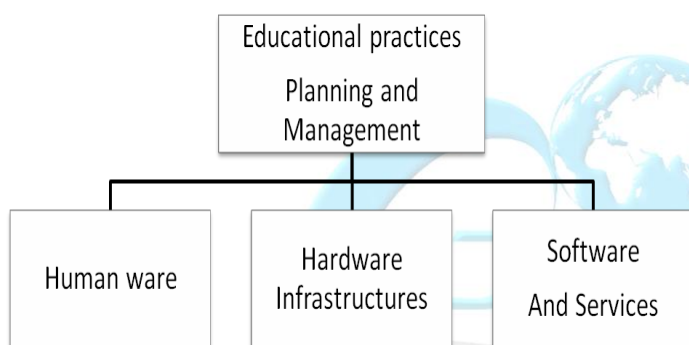 Educational practices
Planning and
Management
Human ware
Hardware
Infrastructures
Software
And Services